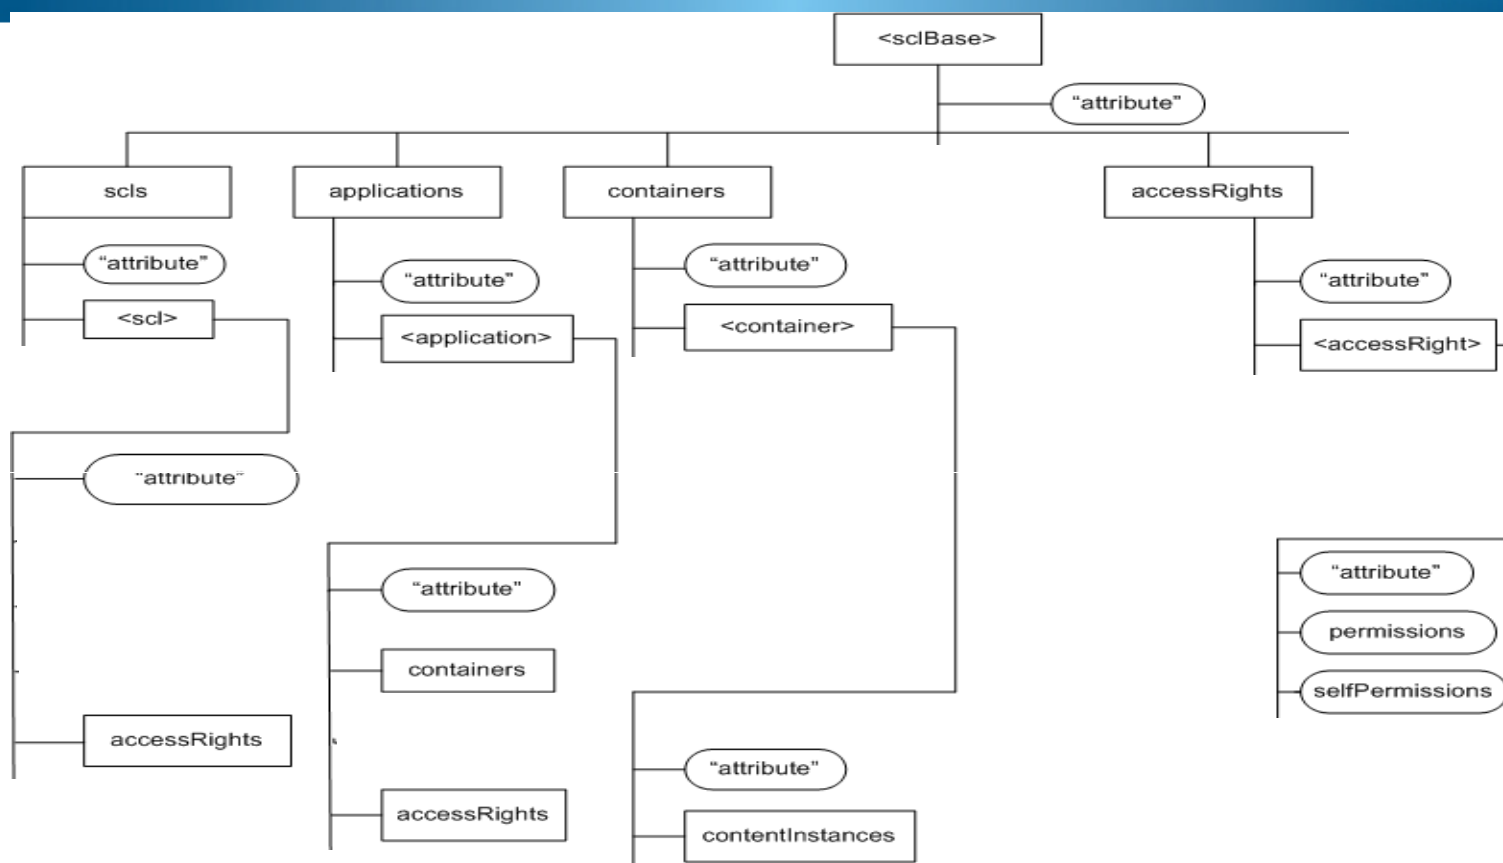 <sclBase>
“attribute”
scls
applications
containers
accessRights
“attribute”
“attribute”
“attribute”
“attribute”
<scl>
<application>
<container>
<accessRight>
“attribute”
“attribute”
containers
accessRights
accessRights
“attribute”
contentInstances
“attribute”
permissions
selfPermissions